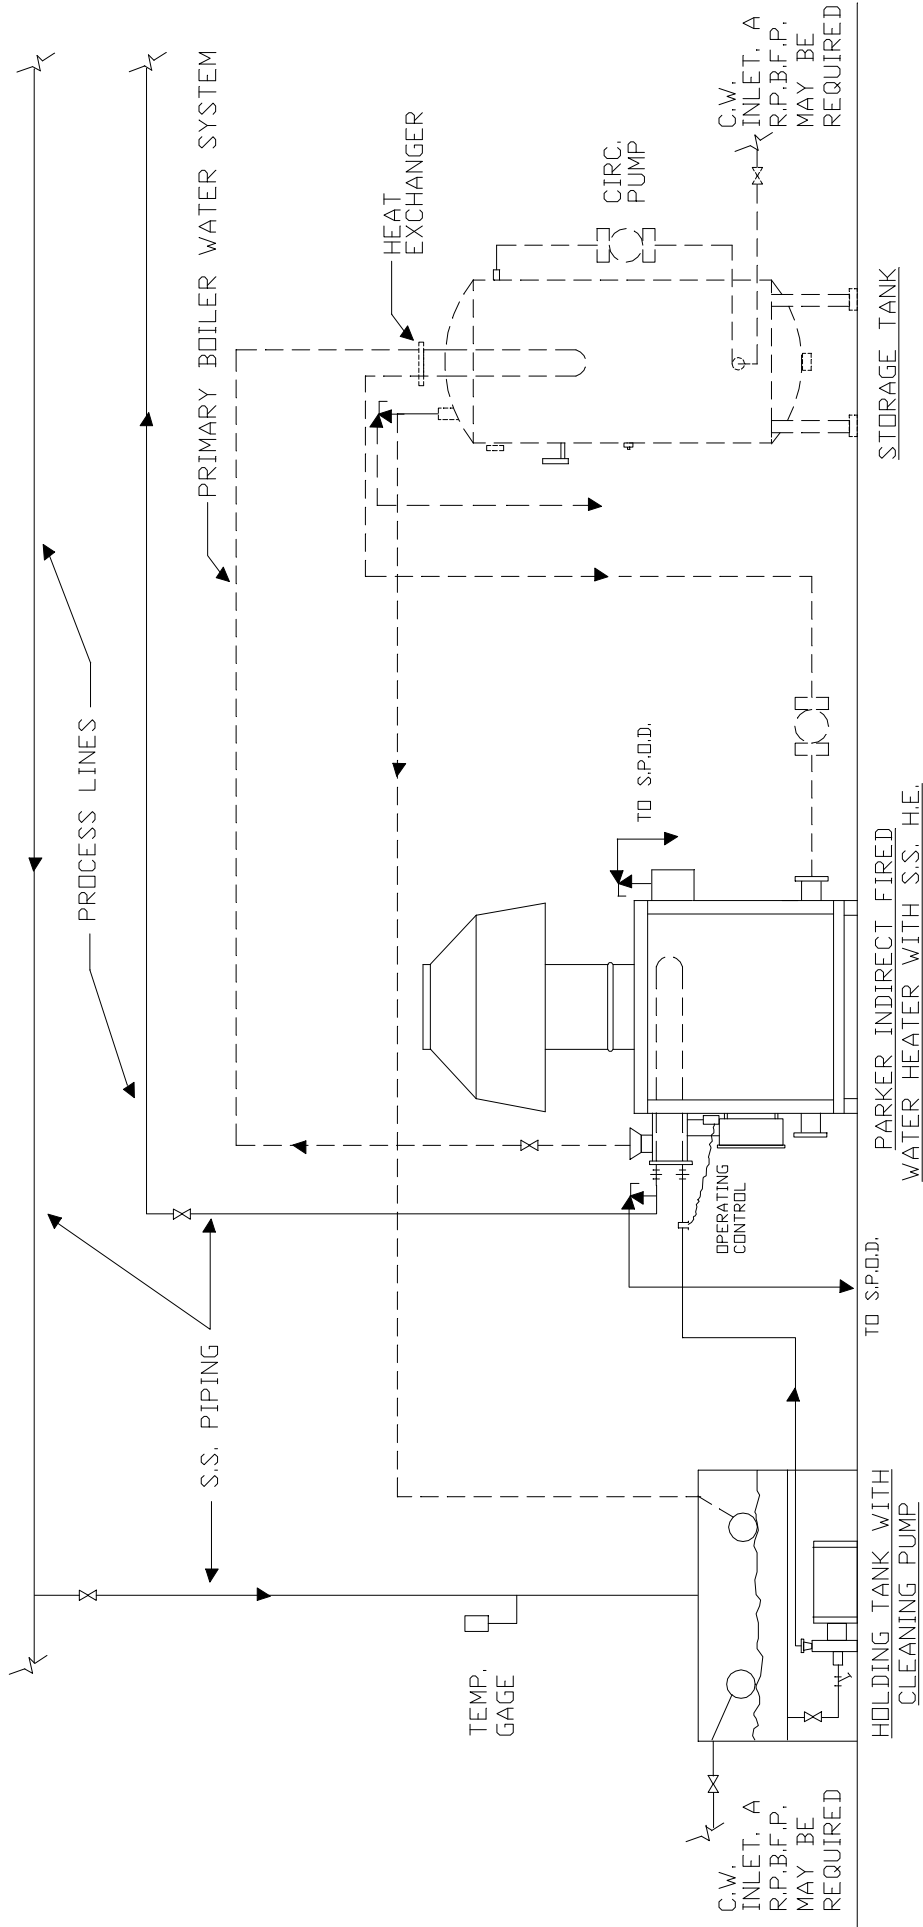 PROCESS LINES
PRIMARY BOILER WATER SYSTEM
S.S. PIPING
HEAT
EXCHANGER
TEMP.
GAGE
CIRC.
PUMP
TO S.P.O.D.
OPERATING
CONTROL
C.W.
INLET, A
R.P.B.F.P.
MAY BE
REQUIRED
C.W.
INLET, A
R.P.B.F.P.
MAY BE
REQUIRED
TO S.P.O.D.
HOLDING TANK WITH
CLEANING PUMP
PARKER INDIRECT FIRED
WATER HEATER WITH S.S. H.E.
STORAGE TANK